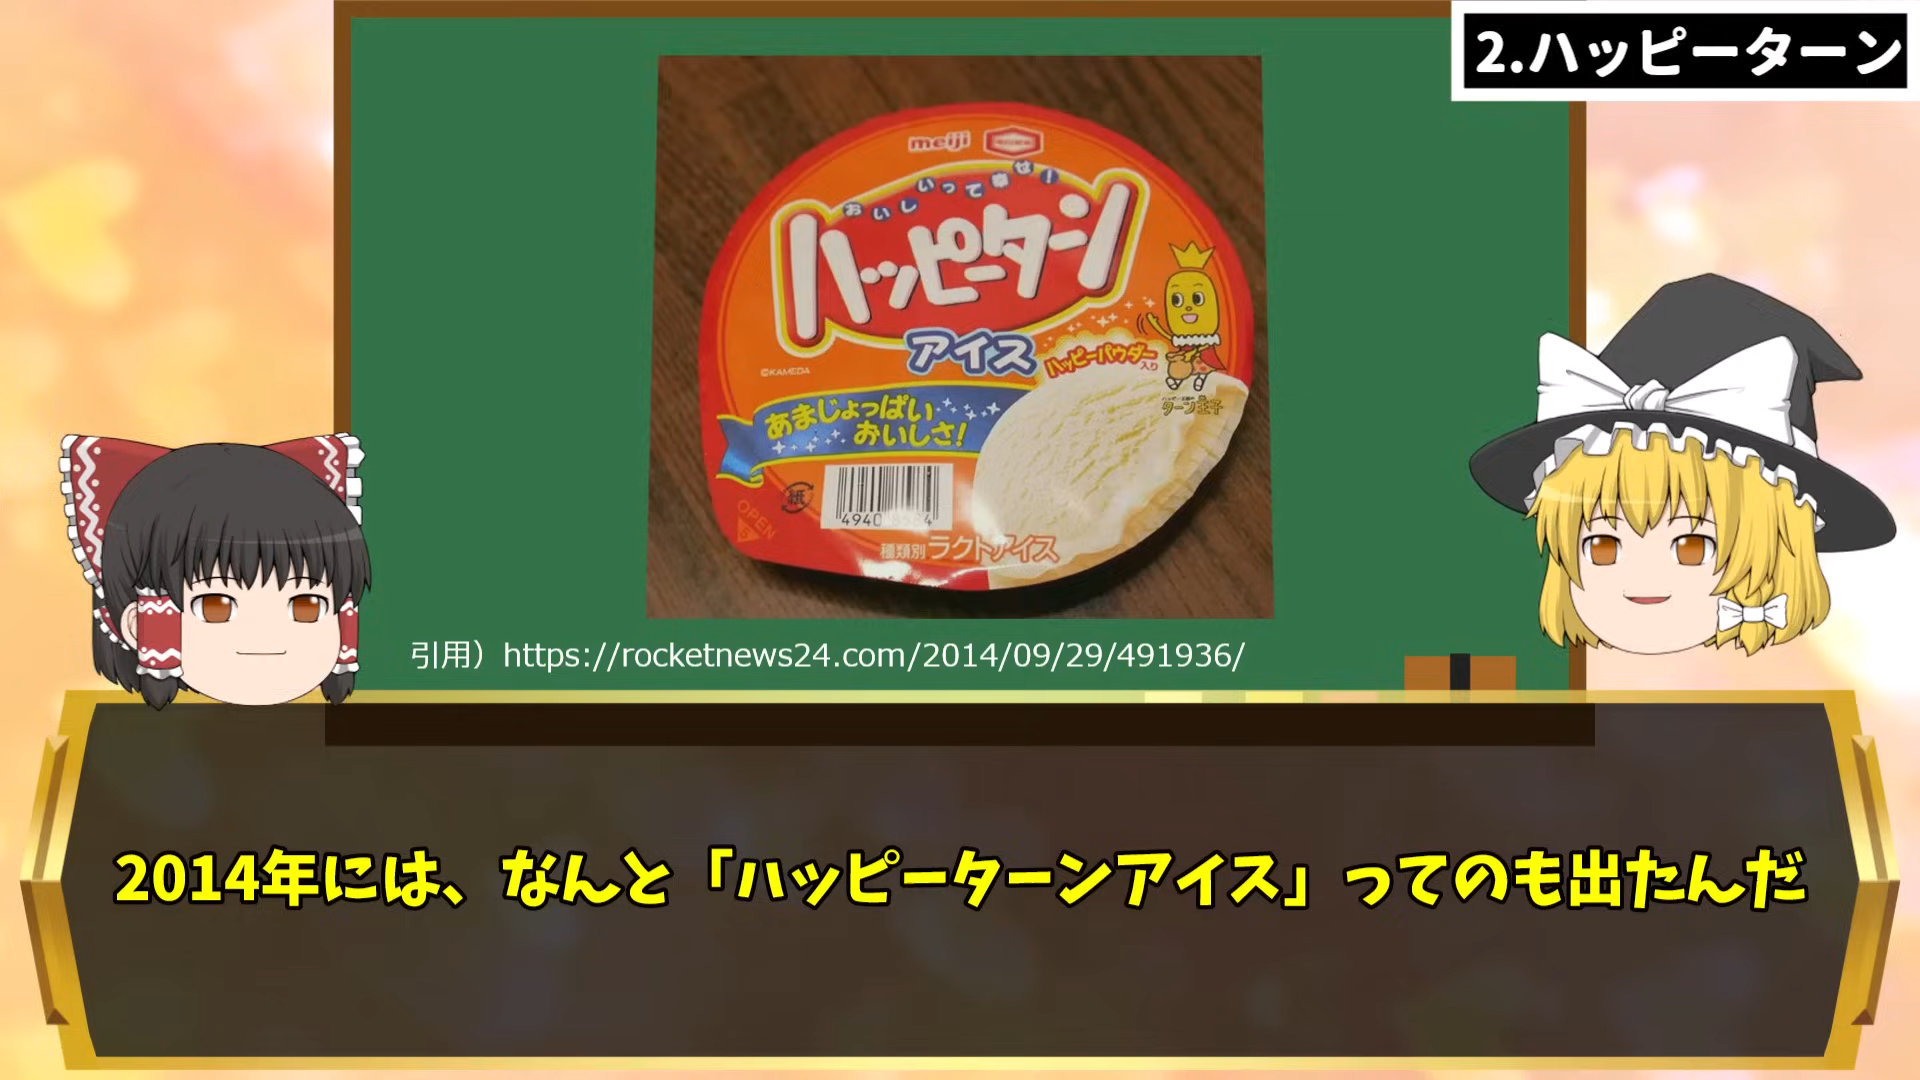 2.ハッピーターン
meiji
おいしいって幸せ!
ハッピーターン
アイス
ハッピーパウダー
入り
©KAMEDA
あまじょっぱい
おいしさ!
ターン王子
紙
OPEN
種類別ラクトアイス
引用）https://rocketnews24.com/2014/09/29/491936/
2014年には、なんと「ハッピーターンアイス」ってのも出たんだ